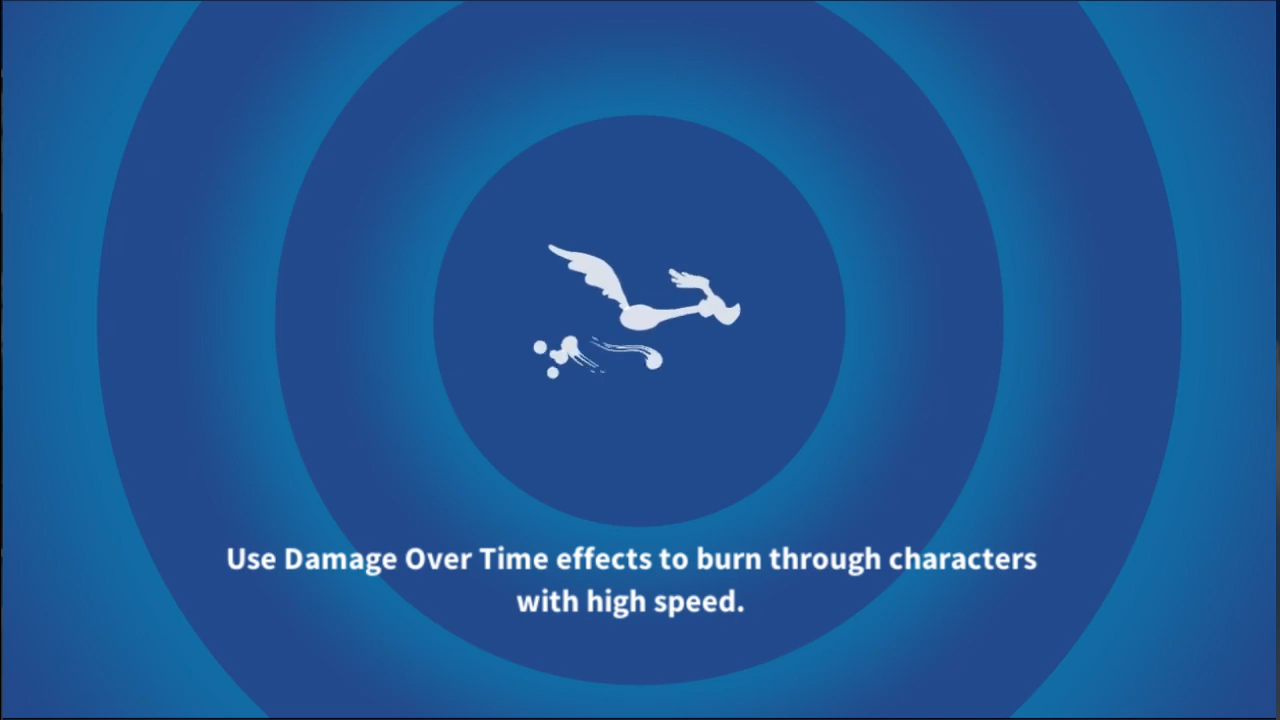 Use Damage Over Time effects to burn through characters
with high speed.